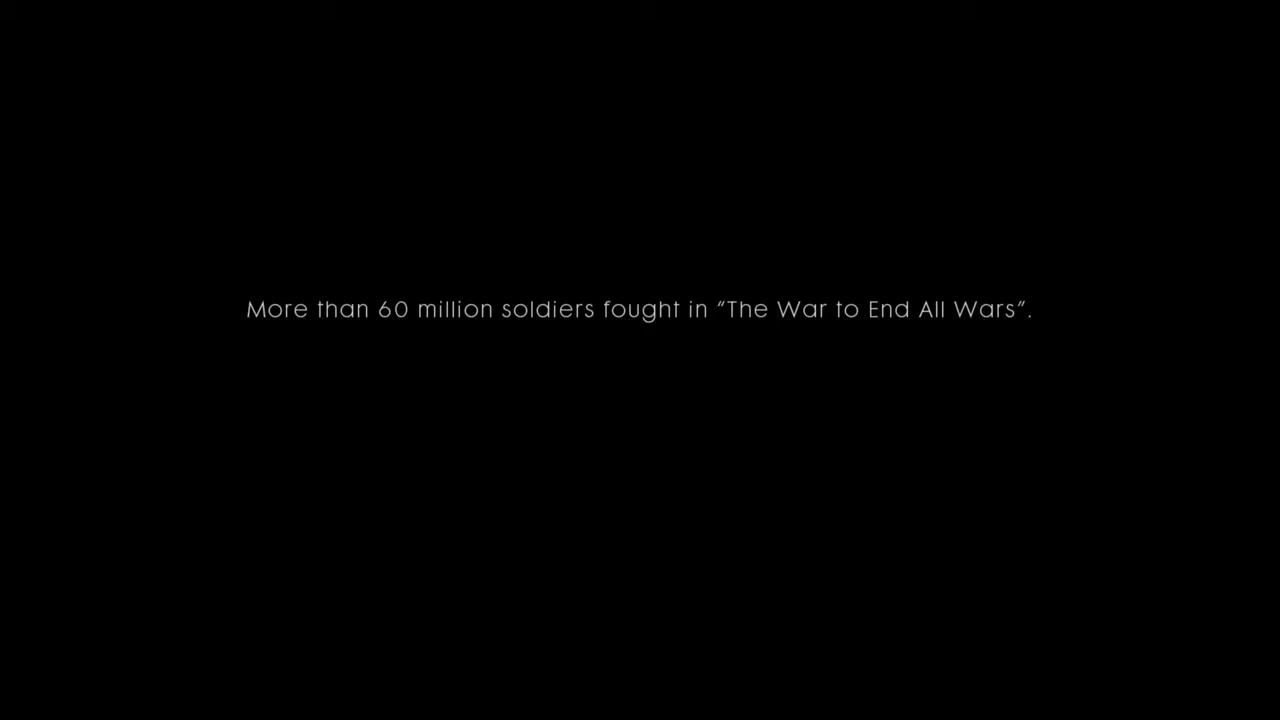 More than 60 million soldiers fought in “The War to End All Wars”.